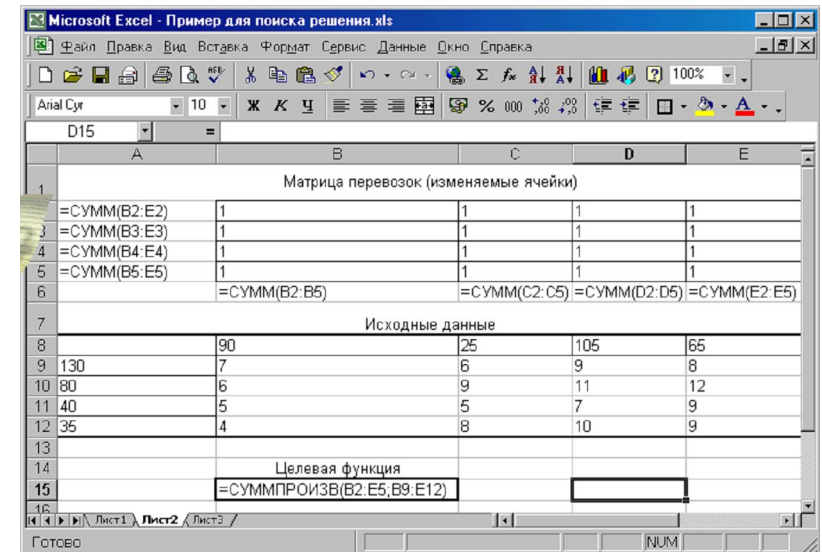 Microsoft Excel - Пример для поиска решения.xls
Файл Правка Вид Вставка Формат Сервис Данные Окно Справка
100%
Arial Cyr 10 Ж К Ч % 000
D15 =
A B C D E
1 Матрица перевозок (изменяемые ячейки)
=СУММ(B2:E2) 1 1 1 1
3 =СУММ(B3:E3) 1 1 1 1
4 =СУММ(B4:E4) 1 1 1 1
5 =СУММ(B5:E5) 1 1 1 1
6 =СУММ(B2:B5) =СУММ(C2:C5) =СУММ(D2:D5) =СУММ(E2:E5)
7 Исходные данные
8 90 25 105 65
9 130 7 6 9 8
10 80 6 9 11 12
11 40 5 5 7 9
12 35 4 8 10 9
13
14 Целевая функция
15 =СУММПРОИЗВ(B2:E5;B9:E12)
16
Лист1 Лист2 Лист3
Готово NUM